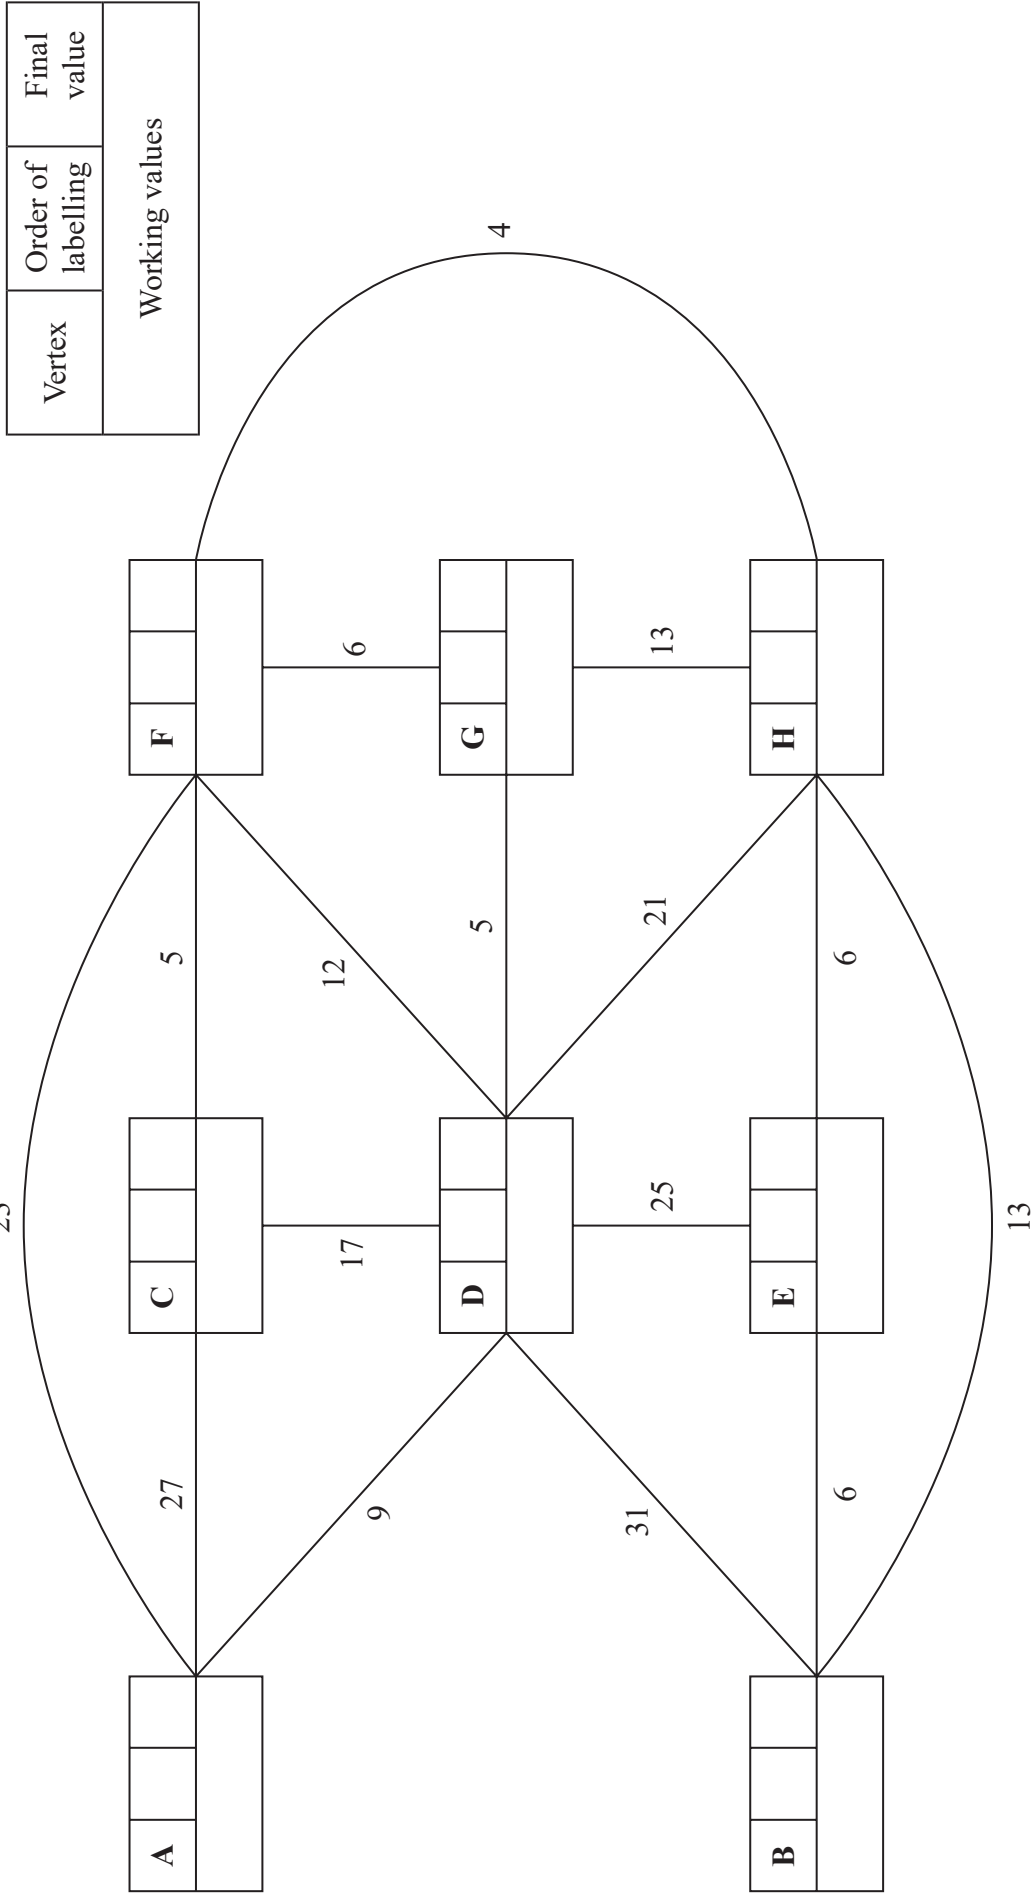 Vertex
Order of
labelling
Final
value
Working values
A
27
C
5
F
9
17
12
6
D
5
G
4
31
25
21
13
B
6
E
6
H
13